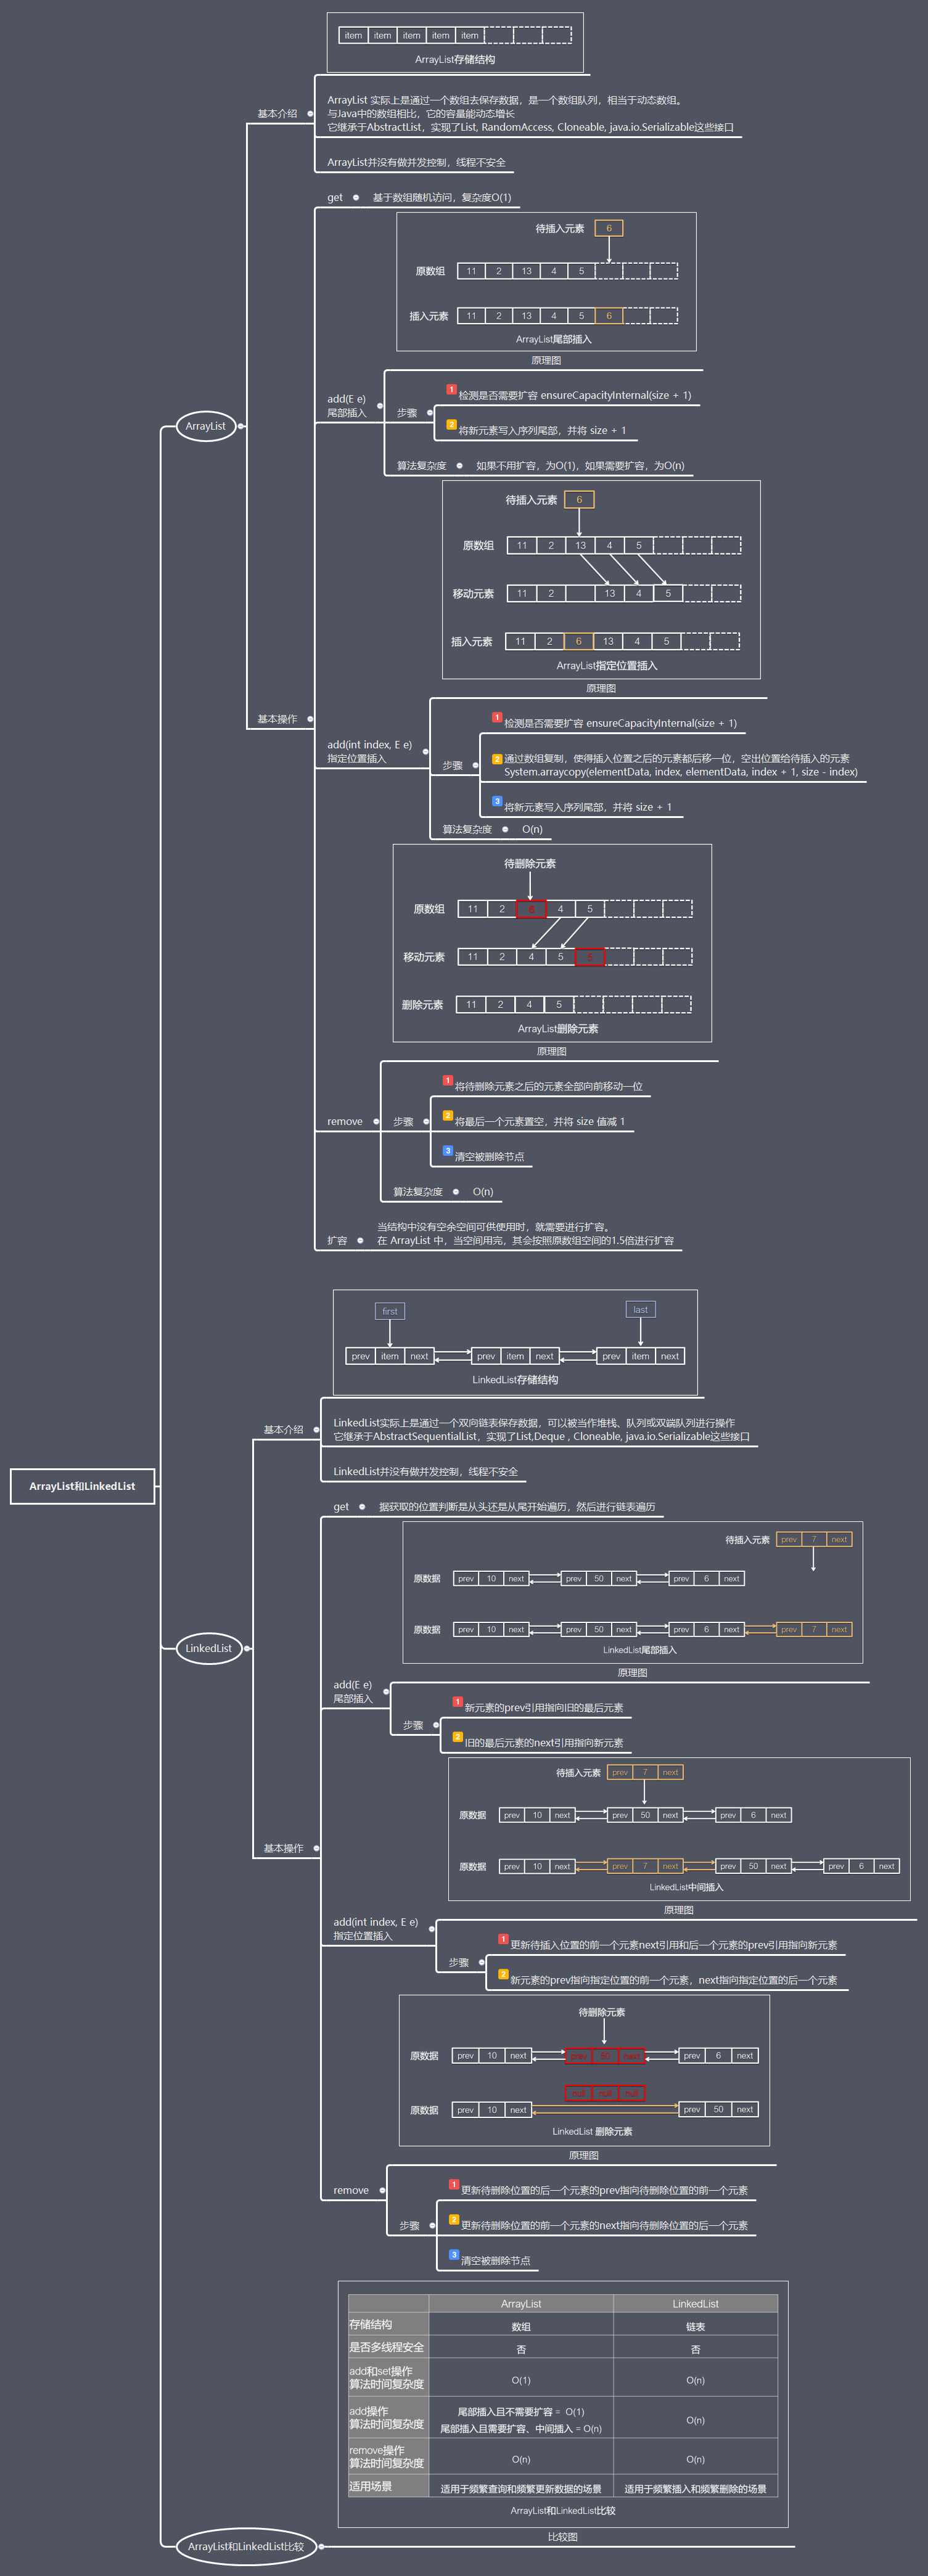 ArrayList和LinkedList
ArrayList
基本介绍
item item item item item
ArrayList存储结构
ArrayList 实际上是通过一个数组去保存数据，是一个数组队列，相当于动态数组。
与Java中的数组相比，它的容量能动态增长
它继承于AbstractList，实现了List, RandomAccess, Cloneable, java.io.Serializable这些接口
ArrayList并没有做并发控制，线程不安全
基本操作
get
基于数组随机访问，复杂度O(1)
add(E e)
尾部插入
待插入元素 6
原数组 11 2 13 4 5
插入元素 11 2 13 4 5 6
ArrayList尾部插入
原理图
步骤
1 检测是否需要扩容 ensureCapacityInternal(size + 1)
2 将新元素写入序列尾部，并将 size + 1
算法复杂度
如果不用扩容，为O(1)，如果需要扩容，为O(n)
add(int index, E e)
指定位置插入
待插入元素 6
原数组 11 2 13 4 5
移动元素 11 2 13 4 5
插入元素 11 2 6 13 4 5
ArrayList指定位置插入
原理图
步骤
1 检测是否需要扩容 ensureCapacityInternal(size + 1)
2 通过数组复制，使得插入位置之后的元素都后移一位，空出位置给待插入的元素
System.arraycopy(elementData, index, elementData, index + 1, size - index)
3 将新元素写入序列尾部，并将 size + 1
算法复杂度
O(n)
remove
待删除元素
原数组 11 2 4 5
移动元素 11 2 4 5
删除元素 11 2 4 5
ArrayList删除元素
原理图
步骤
1 将待删除元素之后的元素全部向前移动一位
2 将最后一个元素置空，并将 size 值减 1
3 清空被删除节点
算法复杂度
O(n)
扩容
当结构中没有空余空间可供使用时，就需要进行扩容。
在 ArrayList 中，当空间用完，其会按照原数组空间的1.5倍进行扩容
LinkedList
基本介绍
first last
prev item next prev item next prev item next
LinkedList存储结构
LinkedList实际上是通过一个双向链表保存数据，可以被当作堆栈、队列或双端队列进行操作
它继承于AbstractSequentialList，实现了List,Deque , Cloneable, java.io.Serializable这些接口
LinkedList并没有做并发控制，线程不安全
基本操作
get
据获取的位置判断是从头还是从尾开始遍历，然后进行链表遍历
add(E e)
尾部插入
待插入元素 prev 7 next
原数据 prev 10 next prev 50 next prev 6 next
原数据 prev 10 next prev 50 next prev 6 next prev 7 next
LinkedList尾部插入
原理图
步骤
1 新元素的prev引用指向旧的最后元素
2 旧的最后元素的next引用指向新元素
add(int index, E e)
指定位置插入
待插入元素 prev 7 next
原数据 prev 10 next prev 50 next prev 6 next
原数据 prev 10 next prev 7 next prev 50 next prev 6 next
LinkedList中间插入
原理图
步骤
1 更新待插入位置的前一个元素next引用和后一个元素的prev引用指向新元素
2 新元素的prev指向指定位置的前一个元素，next指向指定位置的后一个元素
remove
待删除元素
原数据 prev 10 next prev 50 next prev 6 next
null null null
原数据 prev 10 next prev 50 next
LinkedList 删除元素
原理图
步骤
1 更新待删除位置的后一个元素的prev指向待删除位置的前一个元素
2 更新待删除位置的前一个元素的next指向待删除位置的后一个元素
3 清空被删除节点
ArrayList和LinkedList比较
ArrayList LinkedList
存储结构 数组 链表
是否多线程安全 否 否
add和set操作
算法时间复杂度 O(1) O(n)
add操作
算法时间复杂度
尾部插入且不需要扩容 = O(1)
尾部插入且需要扩容、中间插入 = O(n)
O(n)
remove操作
算法时间复杂度 O(n) O(n)
适用场景 适用于频繁查询和频繁更新数据的场景 适用于频繁插入和频繁删除的场景
ArrayList和LinkedList比较
比较图